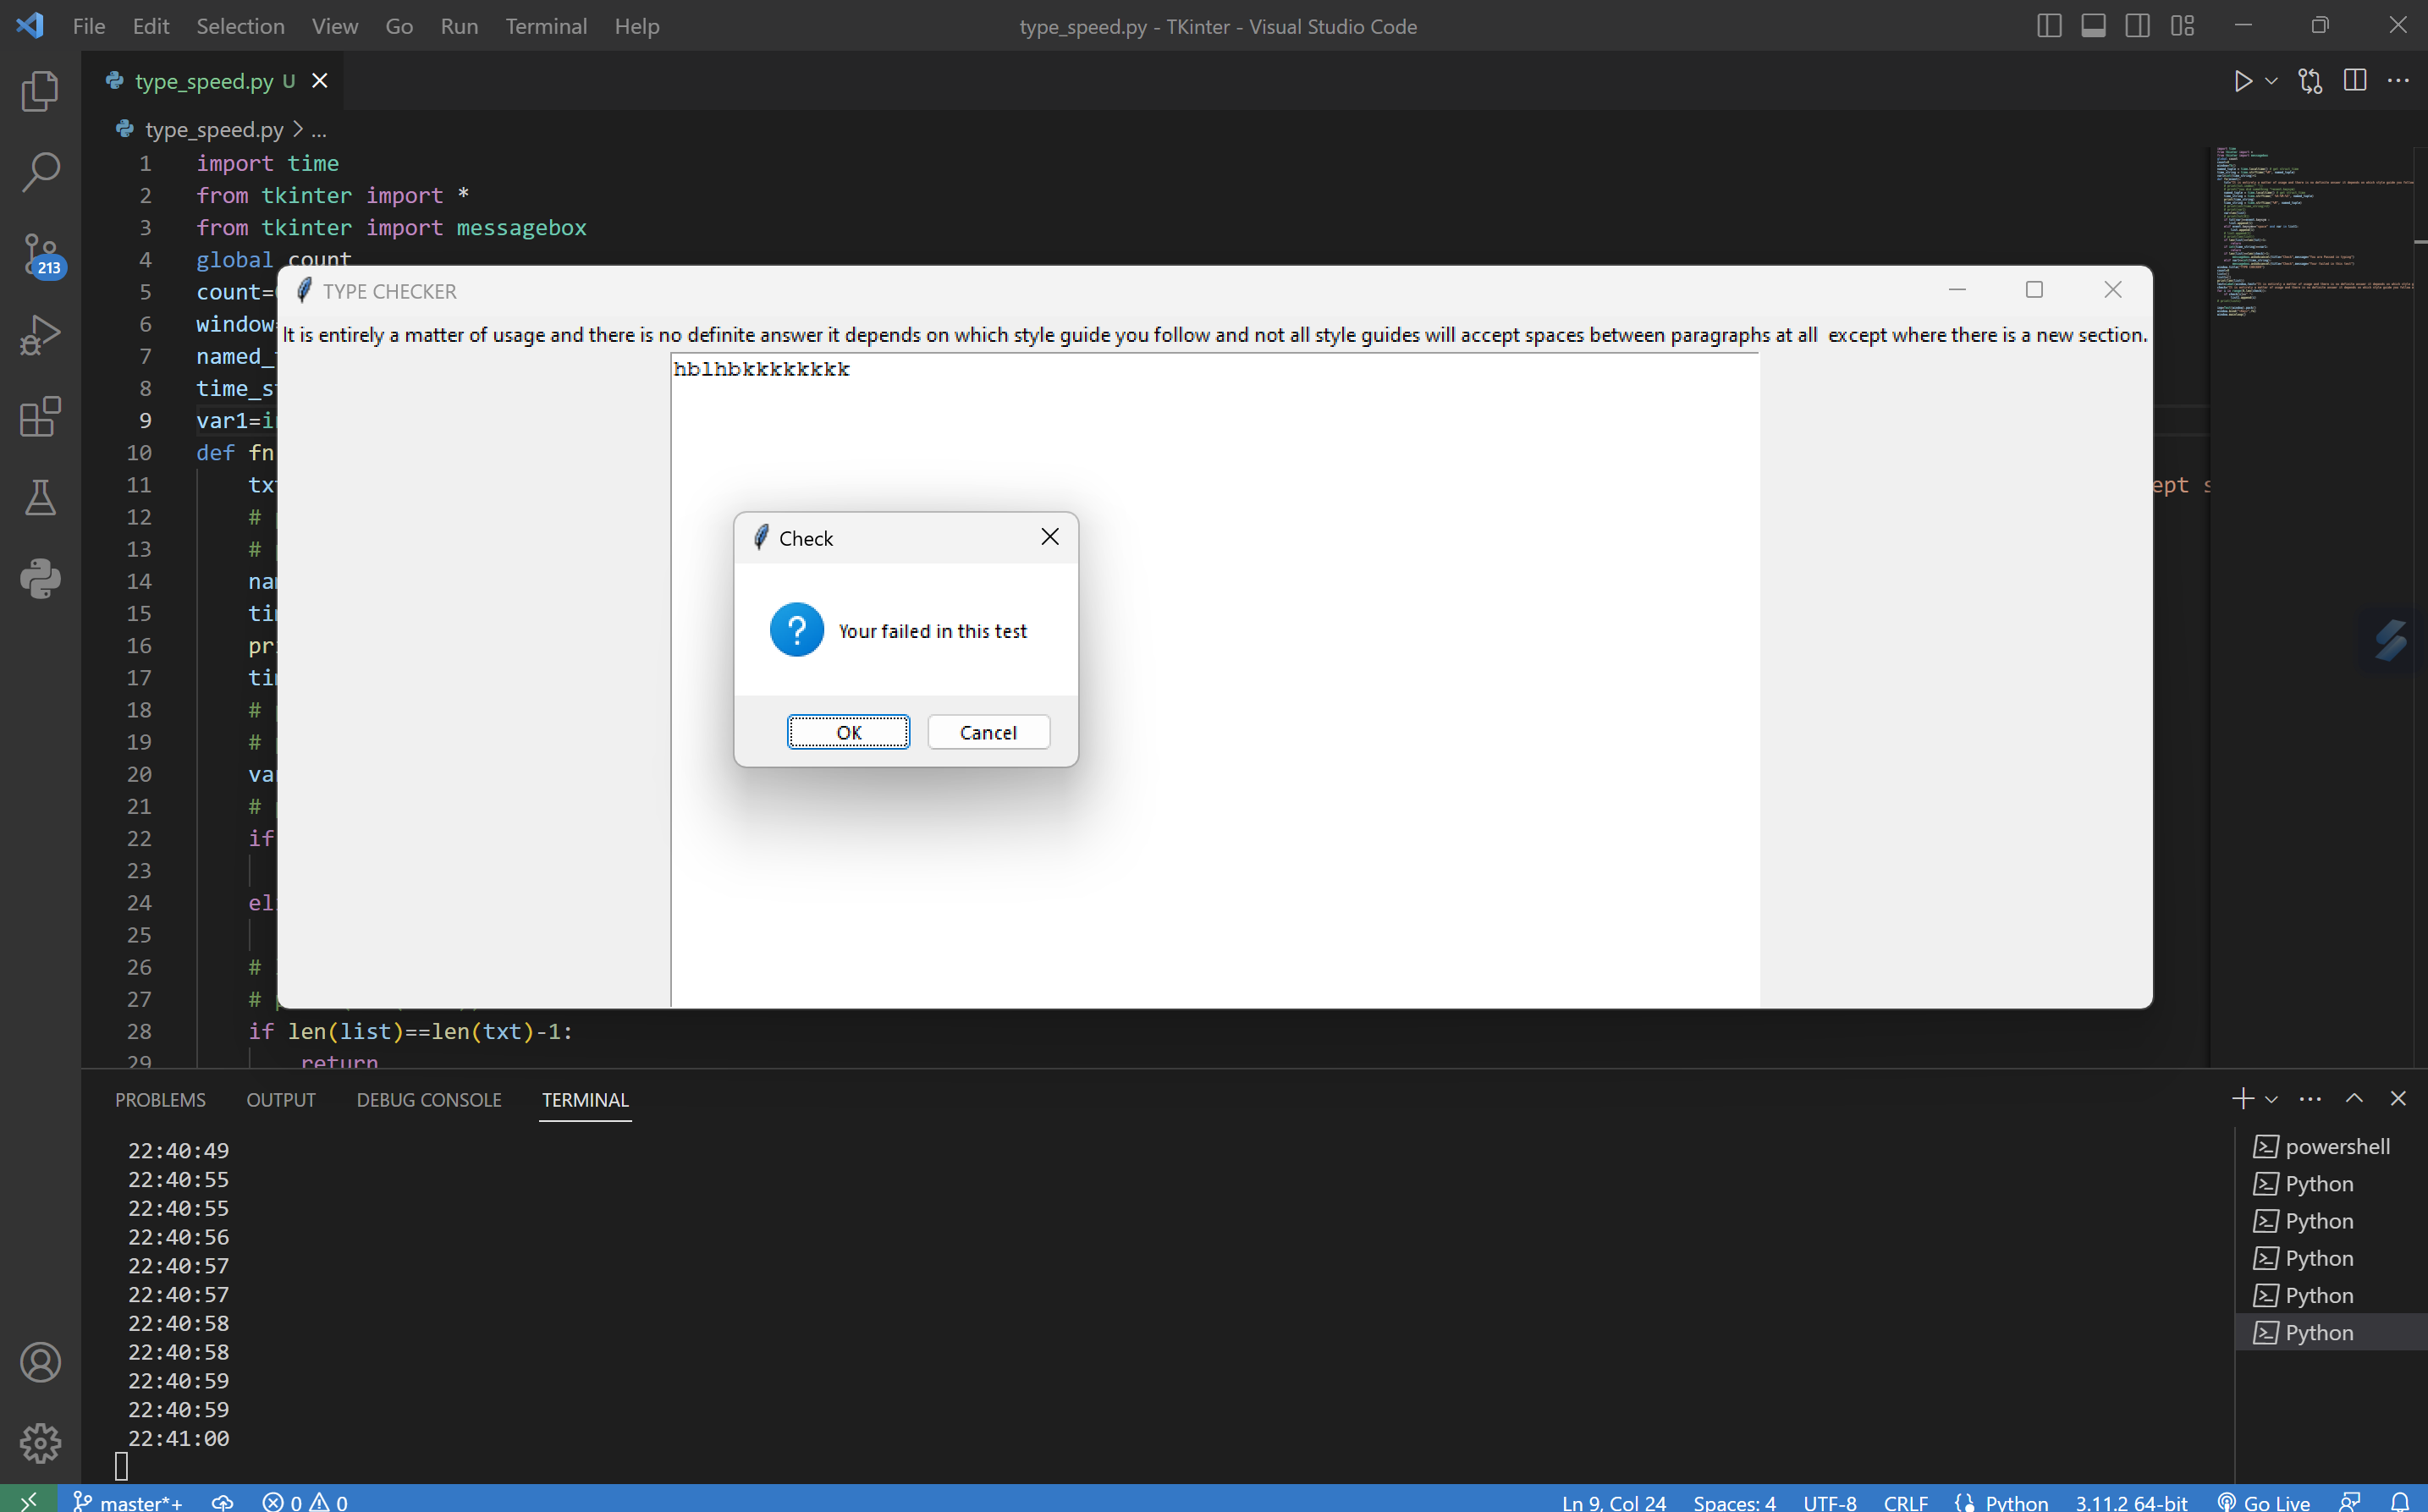 File Edit Selection View Go Run Terminal Help
type_speed.py - TKinter - Visual Studio Code
type_speed.py U
type_speed.py > ...
1 import time
2 from tkinter import *
3 from tkinter import messagebox
4 global count
5 count=
6 window
7 named_
8 time_s
9 var1=i
10 def fn
11
12 #
13 #
14
15
16
17
18 #
19 #
20
21 #
22 if
23
24
25
26 #
27 #
28 if len(list)==len(txt)-1:
29 return
213
TYPE CHECKER
It is entirely a matter of usage and there is no definite answer it depends on which style guide you follow and not all style guides will accept spaces between paragraphs at all  except where there is a new section.
hblhbkkkkkkkk
Check
Your failed in this test
OK Cancel
PROBLEMS OUTPUT DEBUG CONSOLE TERMINAL
22:40:49
22:40:55
22:40:55
22:40:56
22:40:57
22:40:57
22:40:58
22:40:58
22:40:59
22:40:59
22:41:00
powershell
Python
Python
Python
Python
Python
master*+ 0 0 Ln 9, Col 24 Spaces: 4 UTF-8 CRLF Python 3.11.2 64-bit Go Live